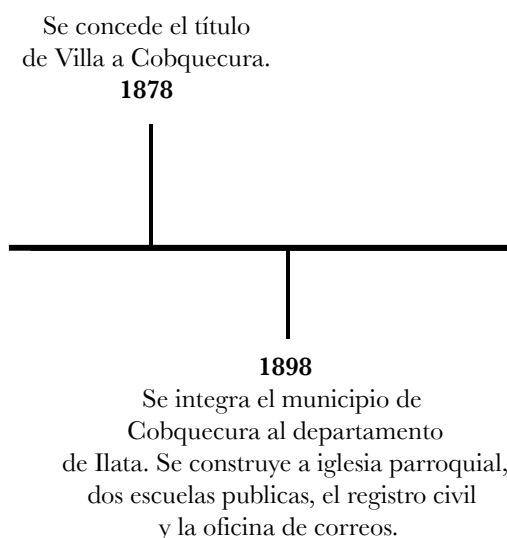 Se concede el título
de Villa a Cobquecura.
1878
1898
Se integra el municipio de
Cobquecura al departamento
de Ilata. Se construye a iglesia parroquial,
dos escuelas publicas, el registro civil
y la oficina de correos.